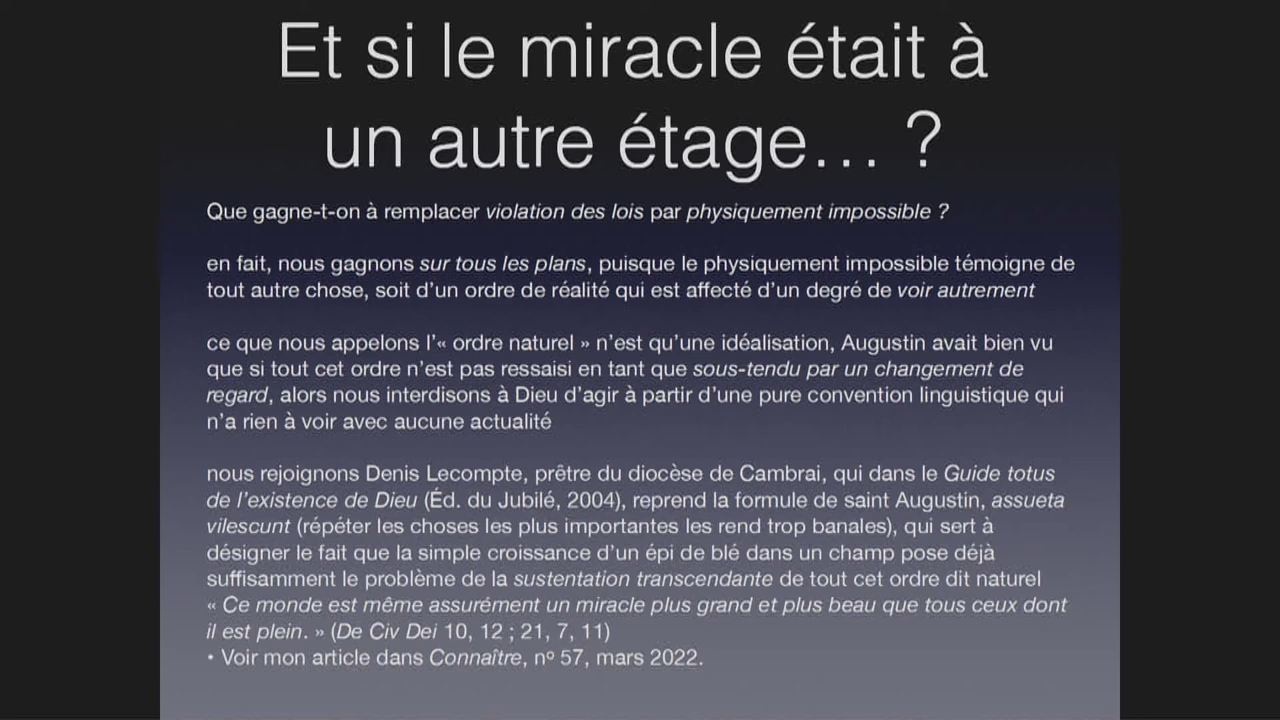 Et si le miracle était à
un autre étage… ?
Que gagne-t-on à remplacer violation des lois par physiquement impossible ?
en fait, nous gagnons sur tous les plans, puisque le physiquement impossible témoigne de
tout autre chose, soit d'un ordre de réalité qui est affecté d'un degré de voir autrement
ce que nous appelons l'« ordre naturel » n'est qu'une idéalisation, Augustin avait bien vu
que si tout cet ordre n'est pas ressaisi en tant que sous-tendu par un changement de
regard, alors nous interdisons à Dieu d'agir à partir d'une pure convention linguistique qui
n'a rien à voir avec aucune actualité
nous rejoignons Denis Lecompte, prêtre du diocèse de Cambrai, qui dans le Guide totus
de l'existence de Dieu (Éd. du Jubilé, 2004), reprend la formule de saint Augustin, assueta
vilescunt (répéter les choses les plus importantes les rend trop banales), qui sert à
désigner le fait que la simple croissance d'un épi de blé dans un champ pose déjà
suffisamment le problème de la sustentation transcendante de tout cet ordre dit naturel
« Ce monde est même assurément un miracle plus grand et plus beau que tous ceux dont
il est plein. » (De Civ Dei 10, 12 ; 21, 7, 11)
• Voir mon article dans Connaître, nº 57, mars 2022.